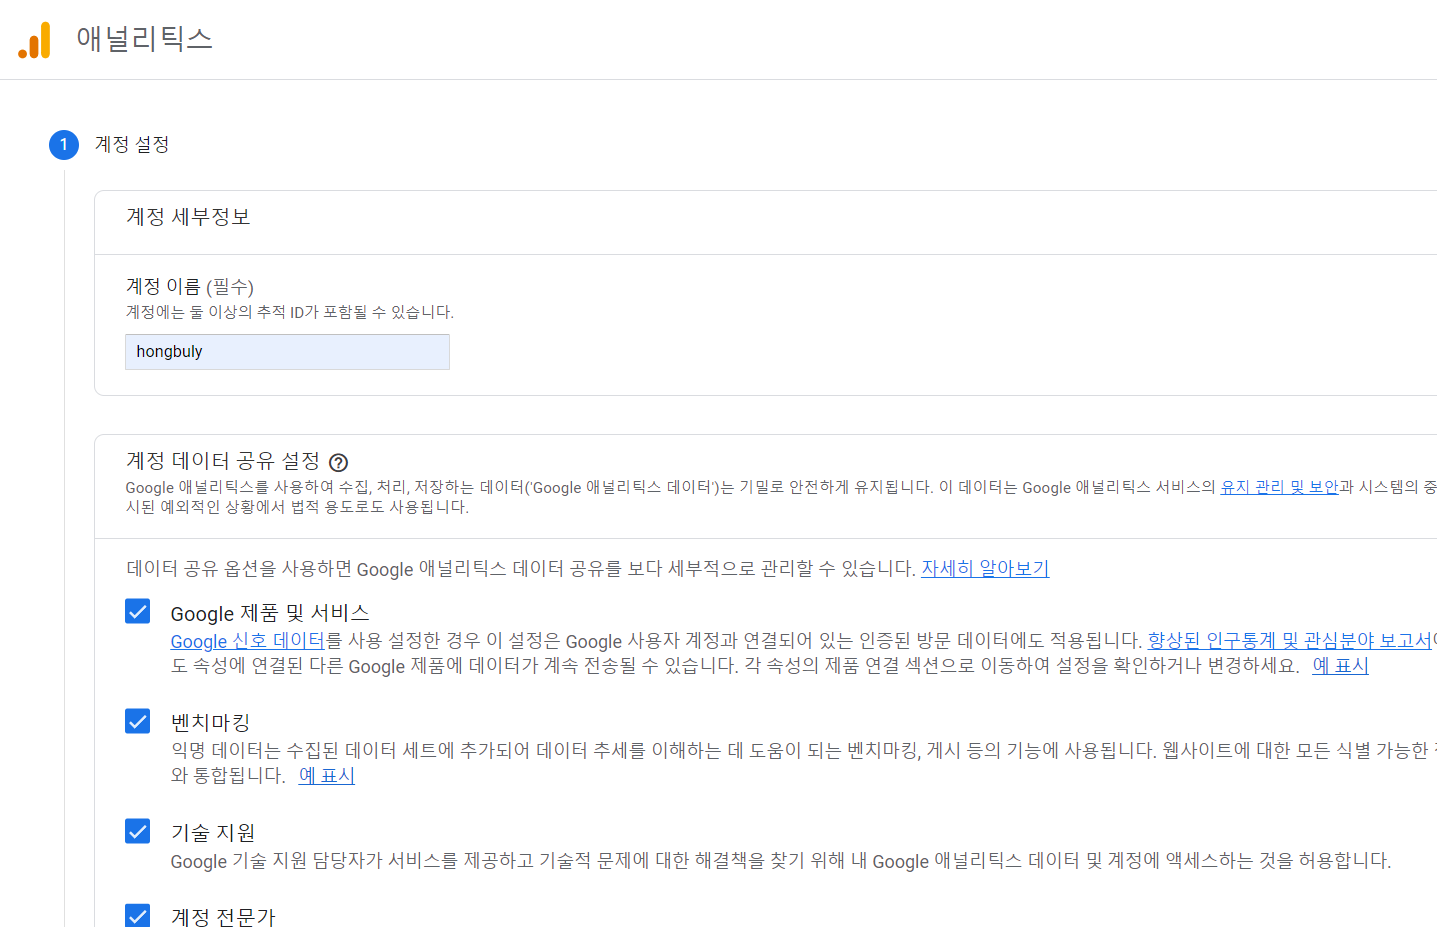 애널리틱스
1 계정 설정
계정 세부정보
계정 이름 (필수)
계정에는 둘 이상의 추적 ID가 포함될 수 있습니다.
hongbuly
계정 데이터 공유 설정
Google 애널리틱스를 사용하여 수집, 처리, 저장하는 데이터('Google 애널리틱스 데이터')는 기밀로 안전하게 유지됩니다. 이 데이터는 Google 애널리틱스 서비스의 유지 관리 및 보안과 시스템의 중
시된 예외적인 상황에서 법적 용도로도 사용됩니다.
데이터 공유 옵션을 사용하면 Google 애널리틱스 데이터 공유를 보다 세부적으로 관리할 수 있습니다. 자세히 알아보기
Google 제품 및 서비스
Google 신호 데이터를 사용 설정한 경우 이 설정은 Google 사용자 계정과 연결되어 있는 인증된 방문 데이터에도 적용됩니다. 향상된 인구통계 및 관심분야 보고서
도 속성에 연결된 다른 Google 제품에 데이터가 계속 전송될 수 있습니다. 각 속성의 제품 연결 섹션으로 이동하여 설정을 확인하거나 변경하세요. 예 표시
벤치마킹
익명 데이터는 수집된 데이터 세트에 추가되어 데이터 추세를 이해하는 데 도움이 되는 벤치마킹, 게시 등의 기능에 사용됩니다. 웹사이트에 대한 모든 식별 가능한
와 통합됩니다. 예 표시
기술 지원
Google 기술 지원 담당자가 서비스를 제공하고 기술적 문제에 대한 해결책을 찾기 위해 내 Google 애널리틱스 데이터 및 계정에 액세스하는 것을 허용합니다.
계정 전문가